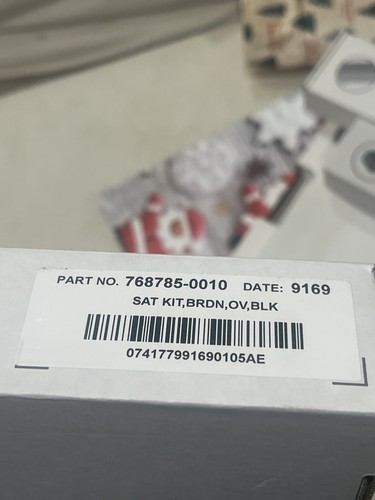 PART NO. 768785-0010 DATE: 9169
SAT KIT,BRDN,OV,BLK
074177991690105AE